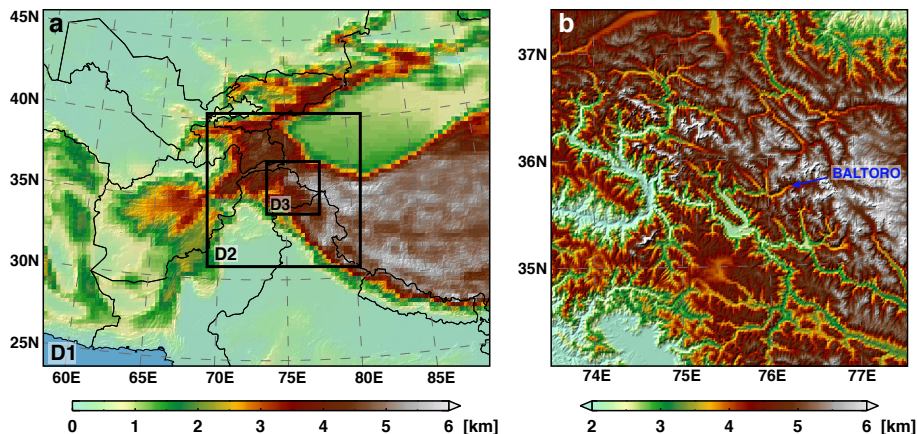 a
45N
40N
35N
30N
25N
D3
D2
D1
60E 65E 70E 75E 80E 85E
0 1 2 3 4 5 6 [km]
b
37N
36N
35N
BALTORO
74E 75E 76E 77E
2 3 4 5 6 [km]